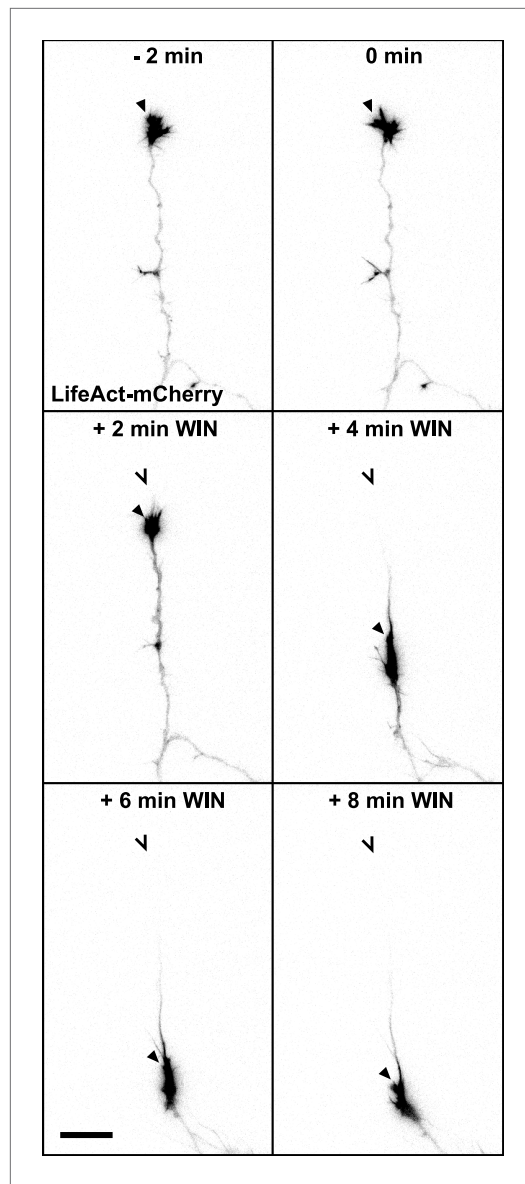 - 2 min
0 min
LifeAct-mCherry
+ 2 min WIN
+ 4 min WIN
+ 6 min WIN
+ 8 min WIN